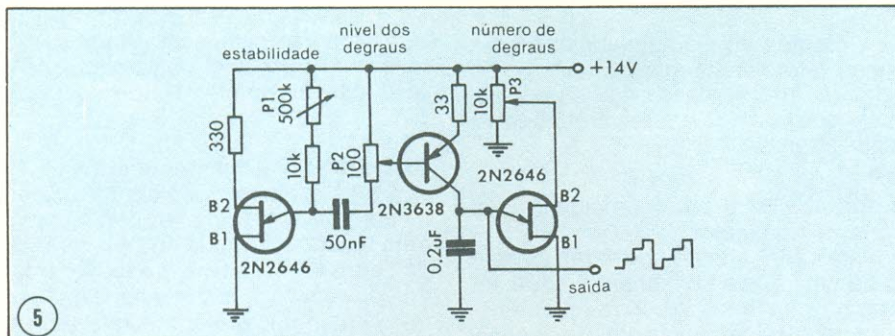 estabilidade
nivel dos
degraus
número de
degraus
+14V
P1
500k
330
10k
P2
100
33
10k
P3
B2
B1
2N2646
50nF
2N3638
0,2uF
2N2646
B2
B1
saída
5